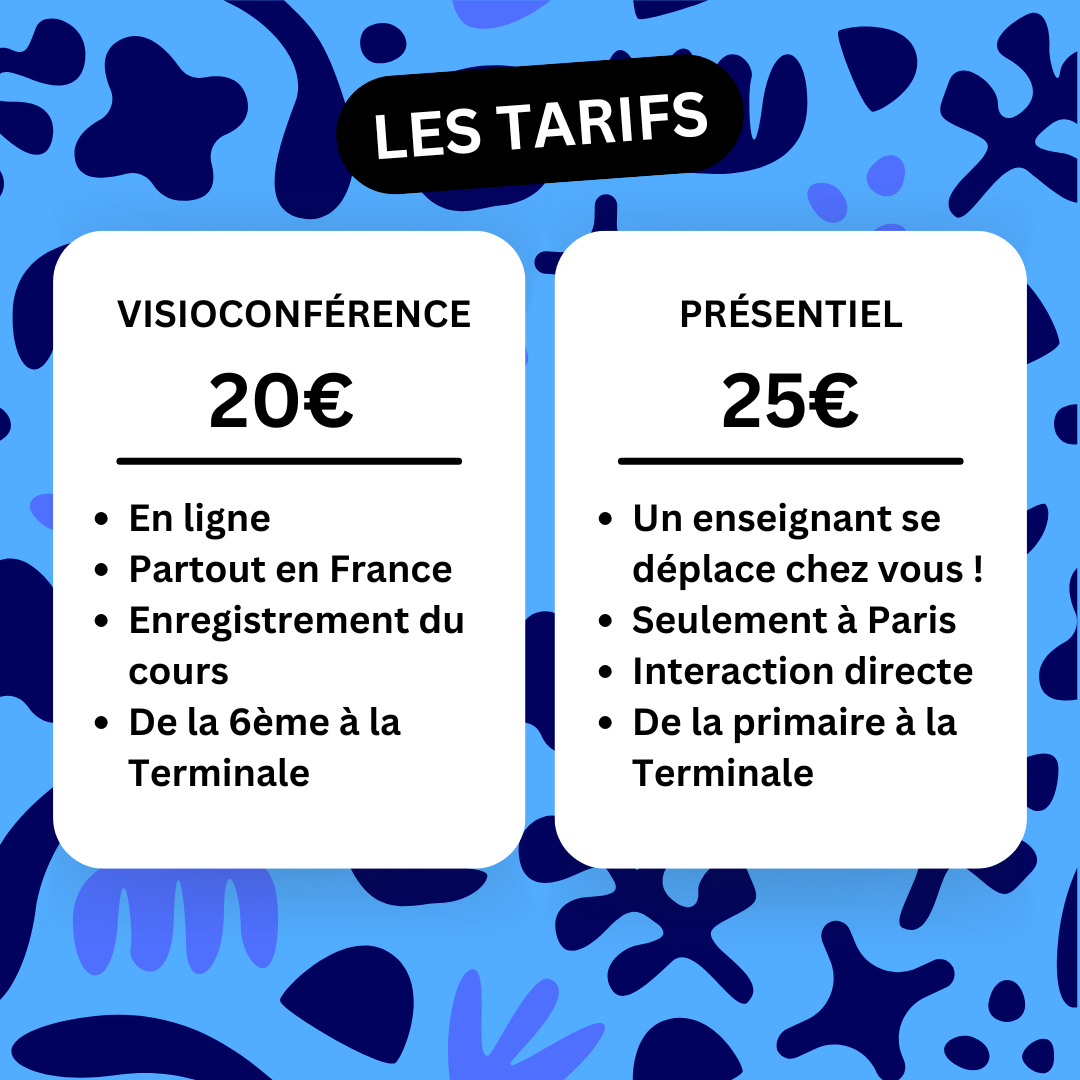 LES TARIFS
VISIOCONFÉRENCE
20€
• En ligne
• Partout en France
• Enregistrement du
cours
• De la 6ème à la
Terminale
PRÉSENTIEL
25€
• Un enseignant se
déplace chez vous !
• Seulement à Paris
• Interaction directe
• De la primaire à la
Terminale